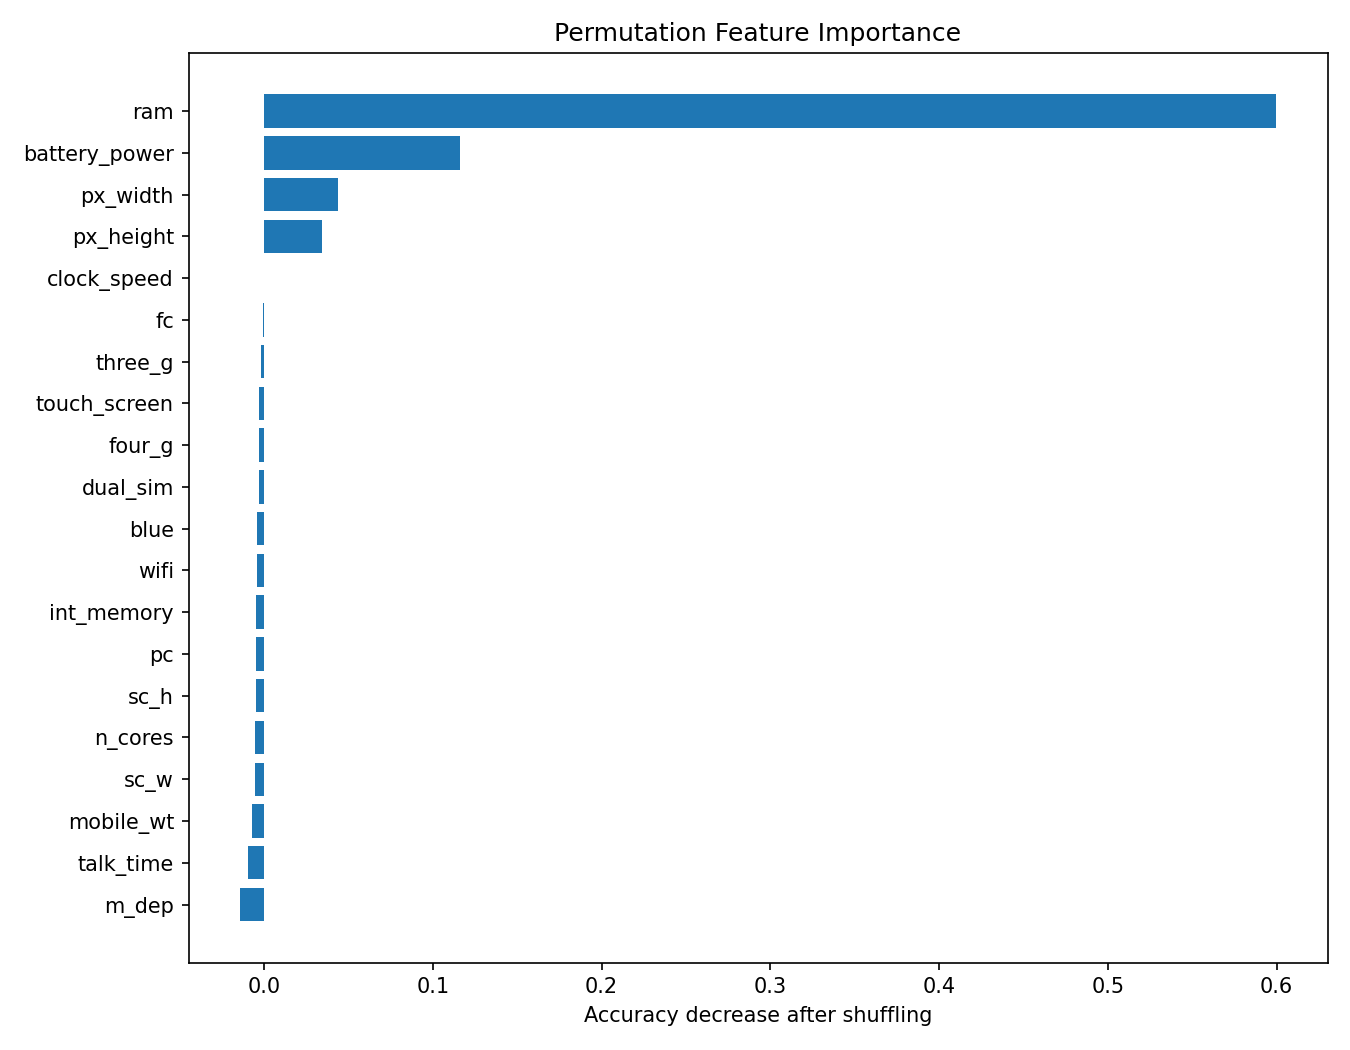 Permutation Feature Importance
ram
battery_power
px_width
px_height
clock_speed
fc
three_g
touch_screen
four_g
dual_sim
blue
wifi
int_memory
pc
sc_h
n_cores
sc_w
mobile_wt
talk_time
m_dep
0.0 0.1 0.2 0.3 0.4 0.5 0.6
Accuracy decrease after shuffling